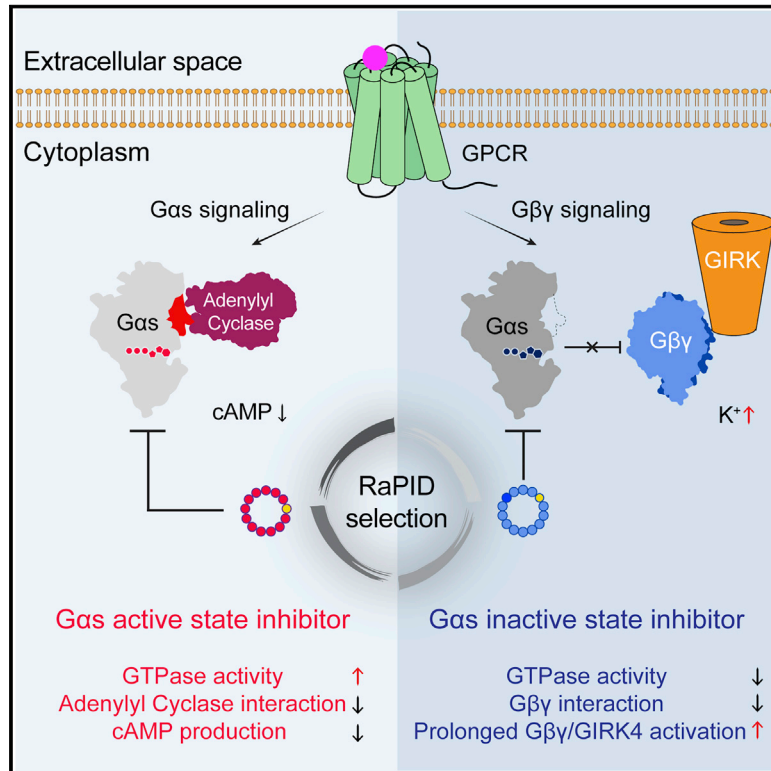 Extracellular space
Cytoplasm
GPCR
Gαs signaling
Gβγ signaling
GIRK
Gαs
Adenylyl
Cyclase
Gαs
Gβγ
cAMP ↓
K⁺↑
RaPID
selection
Gαs active state inhibitor
GTPase activity ↑
Adenylyl Cyclase interaction ↓
cAMP production ↓
Gαs inactive state inhibitor
GTPase activity ↓
Gβγ interaction ↓
Prolonged Gβγ/GIRK4 activation ↑